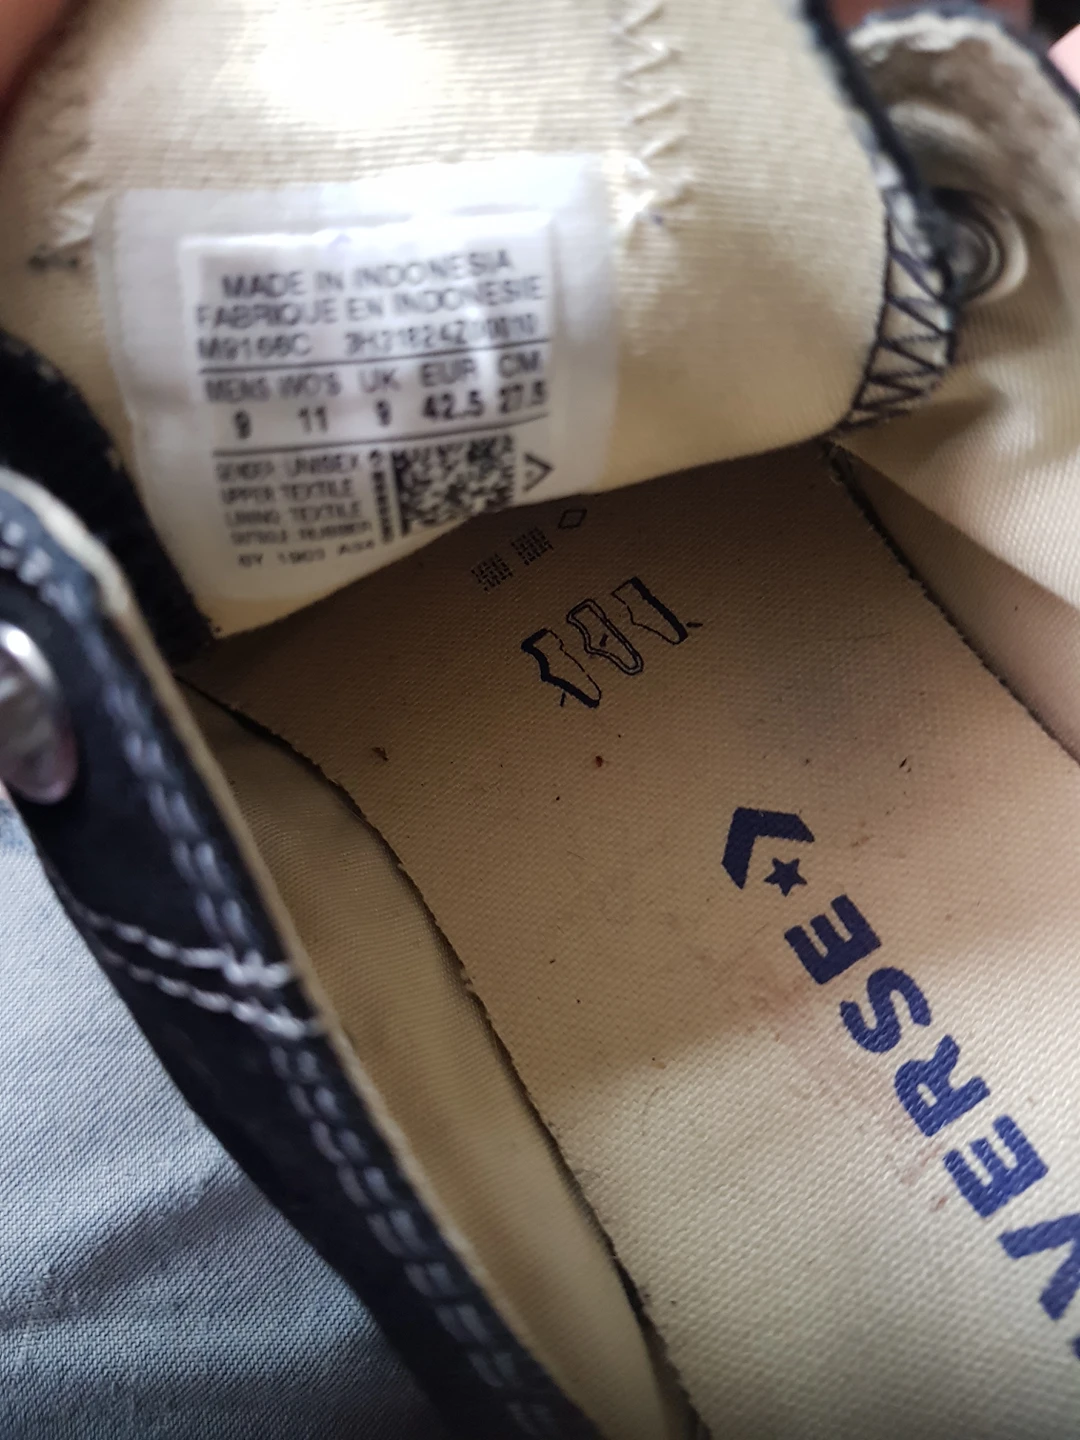 MADE IN INDONESIA
FABRIQUE EN INDONESIE
M9166C
MENS WO'S UK EUR CM
9 11 9 42.5 27.5
GENDER: UNISEX
UPPER: TEXTILE
LINING: TEXTILE
RUBBER
CONVERSE